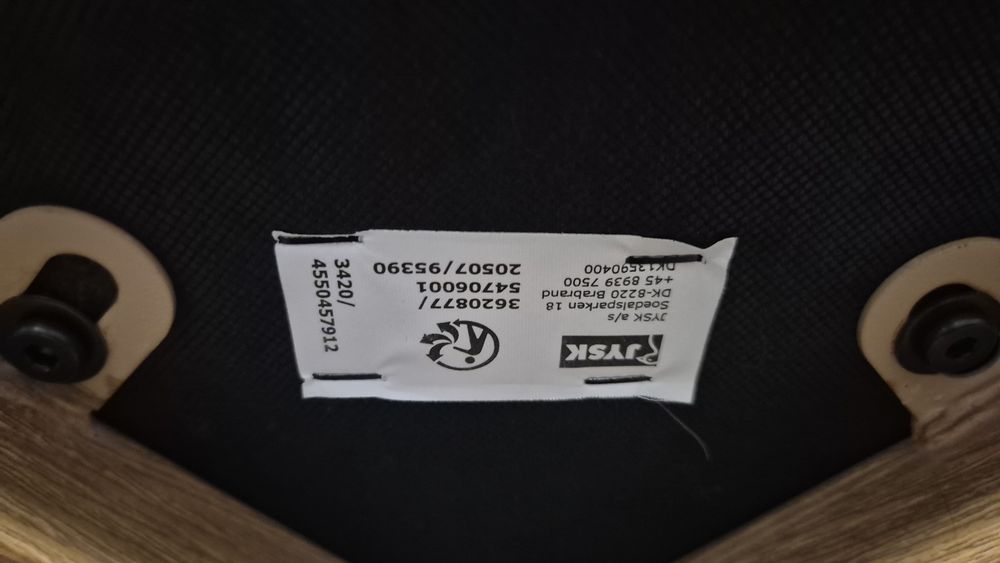 JYSK
JYSK a/s
Soedalsparken 18
DK-8220 Brabrand
+45 8939 7500
DK13590400
3620877/
54706001
20507/95390
3420/
4550457912